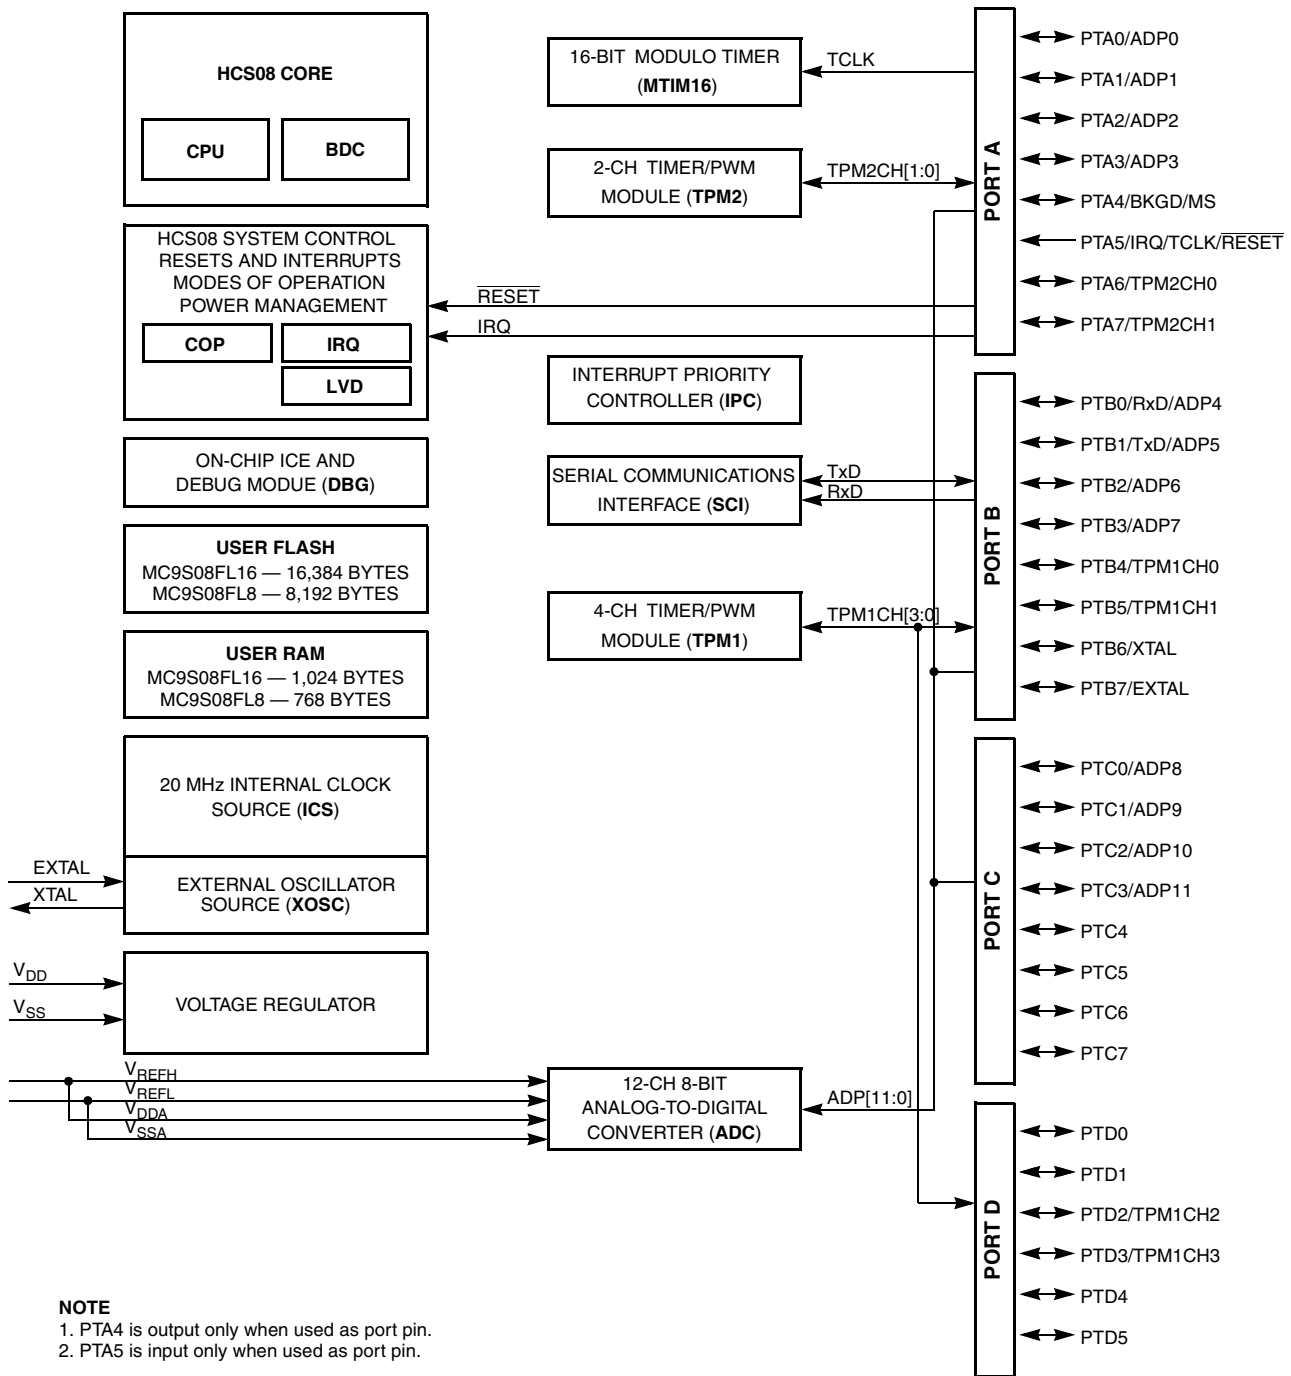 HCS08 CORE
CPU
BDC
HCS08 SYSTEM CONTROL
RESETS AND INTERRUPTS
MODES OF OPERATION
POWER MANAGEMENT
COP
IRQ
LVD
ON-CHIP ICE AND
DEBUG MODUE (DBG)
USER FLASH
MC9S08FL16 — 16,384 BYTES
MC9S08FL8 — 8,192 BYTES
USER RAM
MC9S08FL16 — 1,024 BYTES
MC9S08FL8 — 768 BYTES
20 MHz INTERNAL CLOCK
SOURCE (ICS)
EXTAL
XTAL
EXTERNAL OSCILLATOR
SOURCE (XOSC)
VDD
VSS
VOLTAGE REGULATOR
VREFH
VREFL
VDDA
VSSA
16-BIT MODULO TIMER
(MTIM16)
TCLK
2-CH TIMER/PWM
MODULE (TPM2)
TPM2CH[1:0]
RESET
IRQ
INTERRUPT PRIORITY
CONTROLLER (IPC)
SERIAL COMMUNICATIONS
INTERFACE (SCI)
TxD
RxD
4-CH TIMER/PWM
MODULE (TPM1)
TPM1CH[3:0]
12-CH 8-BIT
ANALOG-TO-DIGITAL
CONVERTER (ADC)
ADP[11:0]
PORT A
PTA0/ADP0
PTA1/ADP1
PTA2/ADP2
PTA3/ADP3
PTA4/BKGD/MS
PTA5/IRQ/TCLK/RESET
PTA6/TPM2CH0
PTA7/TPM2CH1
PORT B
PTB0/RxD/ADP4
PTB1/TxD/ADP5
PTB2/ADP6
PTB3/ADP7
PTB4/TPM1CH0
PTB5/TPM1CH1
PTB6/XTAL
PTB7/EXTAL
PORT C
PTC0/ADP8
PTC1/ADP9
PTC2/ADP10
PTC3/ADP11
PTC4
PTC5
PTC6
PTC7
PORT D
PTD0
PTD1
PTD2/TPM1CH2
PTD3/TPM1CH3
PTD4
PTD5
NOTE
1. PTA4 is output only when used as port pin.
2. PTA5 is input only when used as port pin.